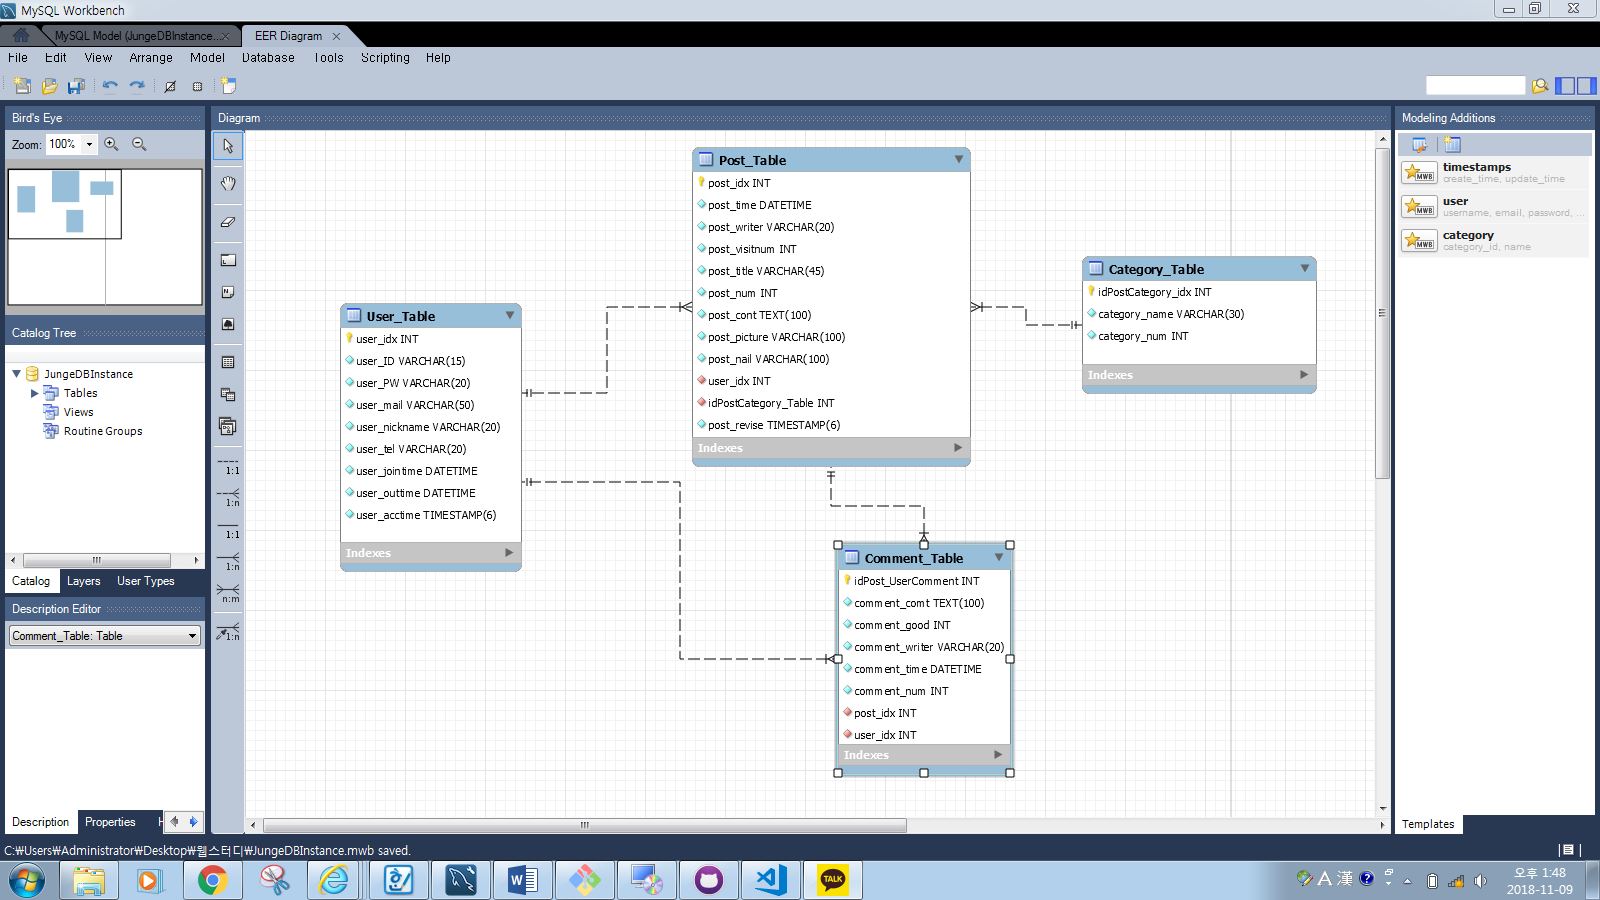 MySQL Workbench
MySQL Model (JungeDBInstance...
EER Diagram
File Edit View Arrange Model Database Tools Scripting Help
Bird's Eye
Zoom: 100%
Catalog Tree
JungeDBInstance
Tables
Views
Routine Groups
Catalog Layers User Types
Description Editor
Comment_Table: Table
Description Properties H
Diagram
1:1
1:n
1:1
1:n
n:m
1:n
User_Table
user_idx INT
user_ID VARCHAR(15)
user_PW VARCHAR(20)
user_mail VARCHAR(50)
user_nickname VARCHAR(20)
user_tel VARCHAR(20)
user_jointime DATETIME
user_outtime DATETIME
user_acctime TIMESTAMP(6)
Indexes
Post_Table
post_idx INT
post_time DATETIME
post_writer VARCHAR(20)
post_visitnum INT
post_title VARCHAR(45)
post_num INT
post_cont TEXT(100)
post_picture VARCHAR(100)
post_nail VARCHAR(100)
user_idx INT
idPostCategory_Table INT
post_revise TIMESTAMP(6)
Indexes
Category_Table
idPostCategory_idx INT
category_name VARCHAR(30)
category_num INT
Indexes
Comment_Table
idPost_UserComment INT
comment_comt TEXT(100)
comment_good INT
comment_writer VARCHAR(20)
comment_time DATETIME
comment_num INT
post_idx INT
user_idx INT
Indexes
Modeling Additions
MWB
timestamps
create_time, update_time
MWB
user
username, email, password, ...
MWB
category
category_id, name
Templates
C:₩Users₩Administrator₩Desktop₩웹스터디₩JungeDBInstance.mwb saved.
W
TALK
A 漢
오후 1:48
2018-11-09